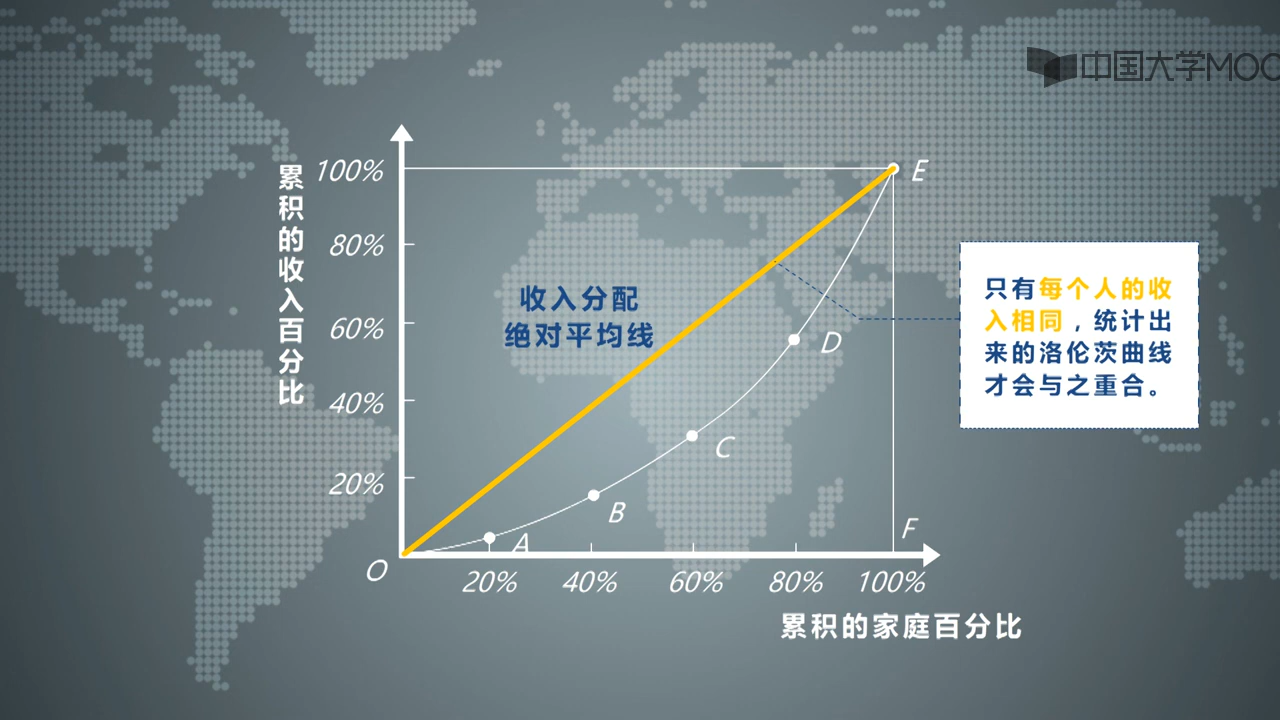 中国大学MOO
累积的收入百分比
100%
80%
60%
40%
20%
O
20%
40%
60%
80%
100%
累积的家庭百分比
A
B
C
D
E
F
收入分配
绝对平均线
只有每个人的收
入相同，统计出
来的洛伦茨曲线
才会与之重合。